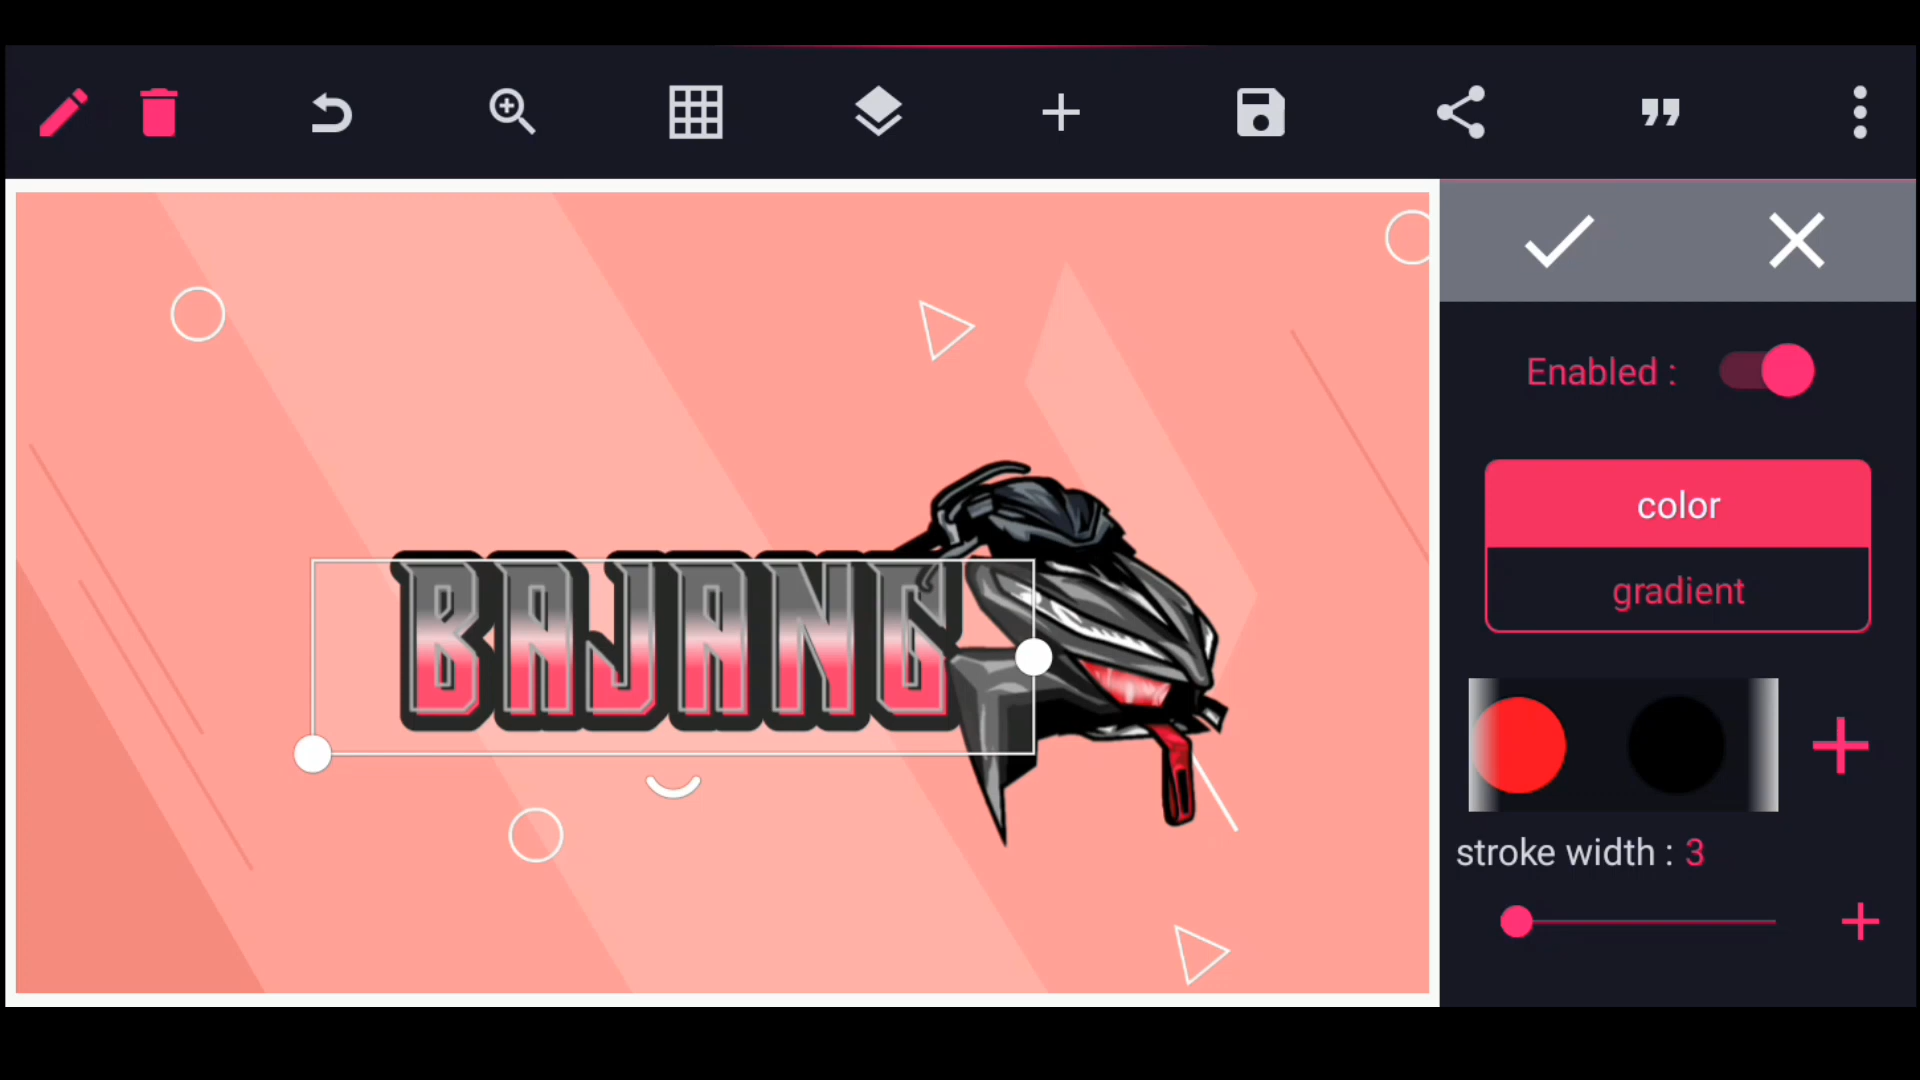 Enabled :
color
gradient
BAJANG
stroke width : 3